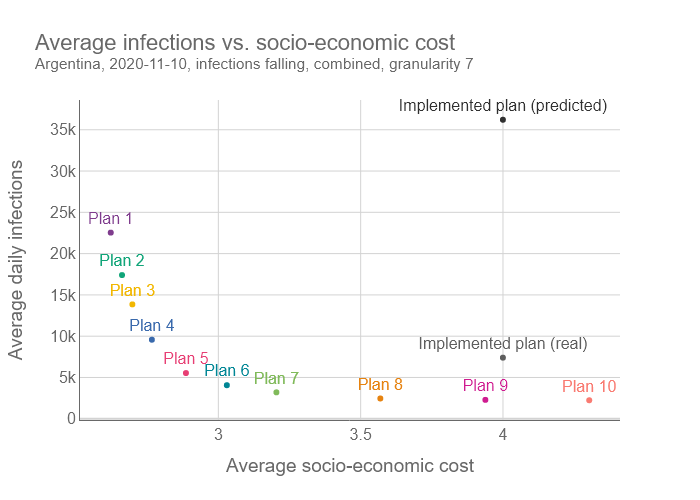 Average infections vs. socio-economic cost
Argentina, 2020-11-10, infections falling, combined, granularity 7
Implemented plan (predicted)
35k
30k
25k
Plan 1
20k
Plan 2
15k
Plan 3
Plan 4
10k
Implemented plan (real)
Plan 5
Plan 6
Plan 7
5k
Plan 8
Plan 9
Plan 10
0
3
3.5
4
Average daily infections
Average socio-economic cost